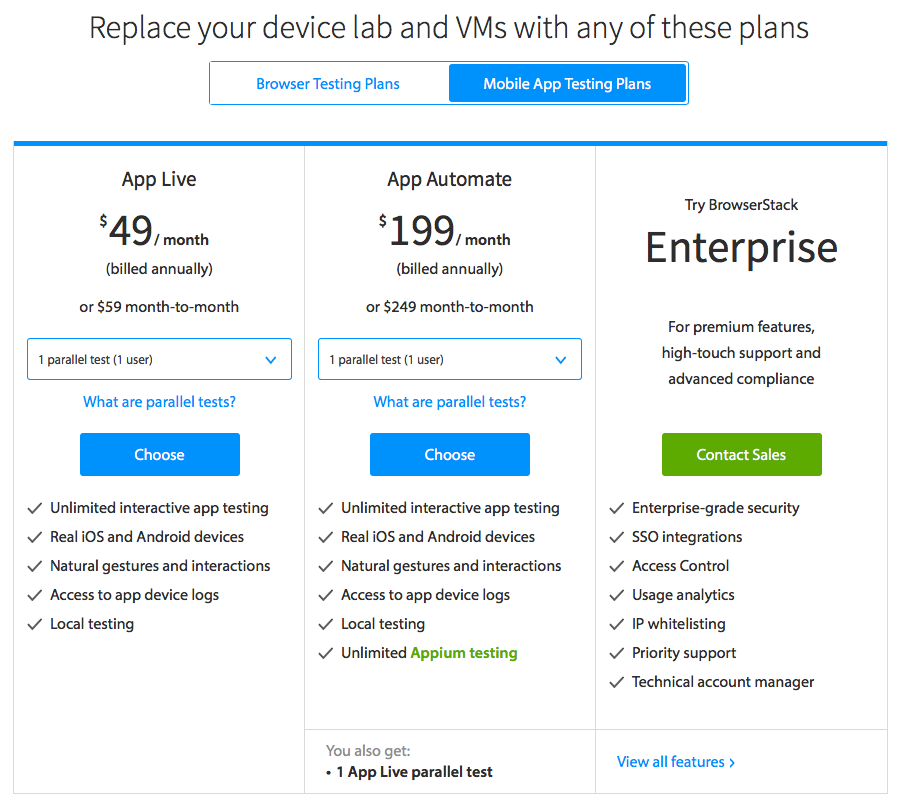 Replace your device lab and VMs with any of these plans
Browser Testing Plans
Mobile App Testing Plans
App Live
$49/ month
(billed annually)
or $59 month-to-month
1 parallel test (1 user)
What are parallel tests?
Choose
Unlimited interactive app testing
Real iOS and Android devices
Natural gestures and interactions
Access to app device logs
Local testing
App Automate
$199/ month
(billed annually)
or $249 month-to-month
1 parallel test (1 user)
What are parallel tests?
Choose
Unlimited interactive app testing
Real iOS and Android devices
Natural gestures and interactions
Access to app device logs
Local testing
Unlimited Appium testing
You also get:
• 1 App Live parallel test
Try BrowserStack
Enterprise
For premium features,
high-touch support and
advanced compliance
Contact Sales
Enterprise-grade security
SSO integrations
Access Control
Usage analytics
IP whitelisting
Priority support
Technical account manager
View all features ›